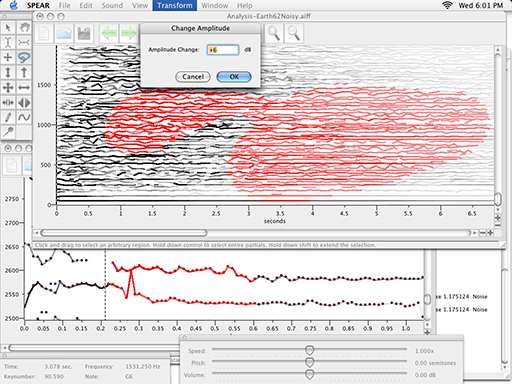 SPEAR File Edit Sound View Transform Window Help Wed 6:01 PM
Analysis-Earth62Noisy.aiff
Change Amplitude
Amplitude Change: +6 dB
Cancel OK
1500
1000
500
0
0 0.5 1 1.5 2 2.5 3 3.5 4 4.5 5 5.5 6 6.5
seconds
Click and drag to select an arbitrary region. Hold down control to select entire partials. Hold down shift to extend the selection.
2750
2700
2650
2600
2550
2500
0.0 0.05 0.1 0.15 0.2 0.25 0.3 0.35 0.4 0.45 0.5 0.55 0.6 0.65 0.7 0.75 0.8 0.85 0.9 0.95 1.0
se 1.175124 Noise
se 1.175124 Noise
Time: 3.078 sec. Frequency: 1531.250 Hz
Keynumber: 90.590 Note: G6
Speed: 1.000x
Pitch: 0.00 semitones
Volume: 0.00 dB